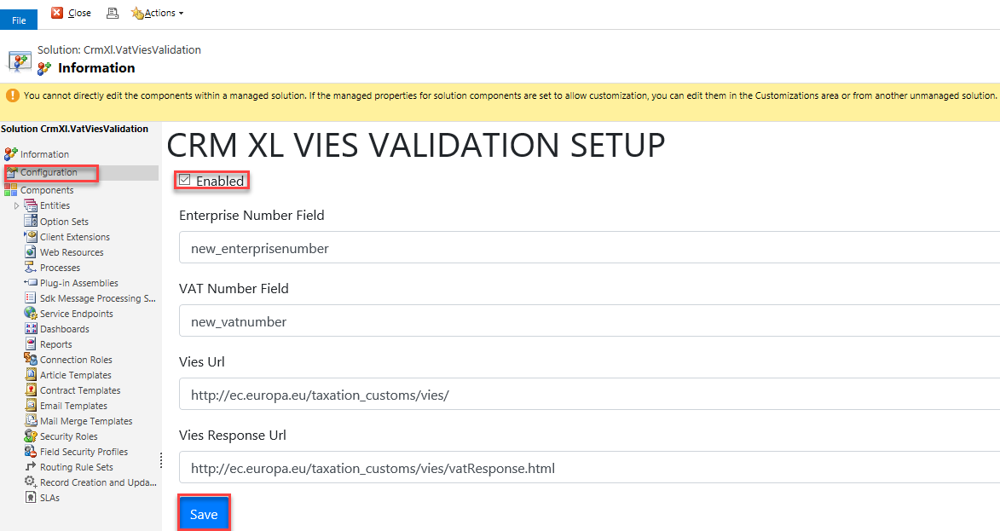 File
Close
Actions
Solution: CrmXl.VatViesValidation
Information
You cannot directly edit the components within a managed solution. If the managed properties for solution components are set to allow customization, you can edit them in the Customizations area or from another unmanaged solution.
Solution CrmXl.VatViesValidation
Information
Configuration
Components
Entities
Option Sets
Client Extensions
Web Resources
Processes
Plug-in Assemblies
Sdk Message Processing S...
Service Endpoints
Dashboards
Reports
Connection Roles
Article Templates
Contract Templates
Email Templates
Mail Merge Templates
Security Roles
Field Security Profiles
Routing Rule Sets
Record Creation and Upda...
SLAs
CRM XL VIES VALIDATION SETUP
Enabled
Enterprise Number Field
new_enterprisenumber
VAT Number Field
new_vatnumber
Vies Url
http://ec.europa.eu/taxation_customs/vies/
Vies Response Url
http://ec.europa.eu/taxation_customs/vies/vatResponse.html
Save